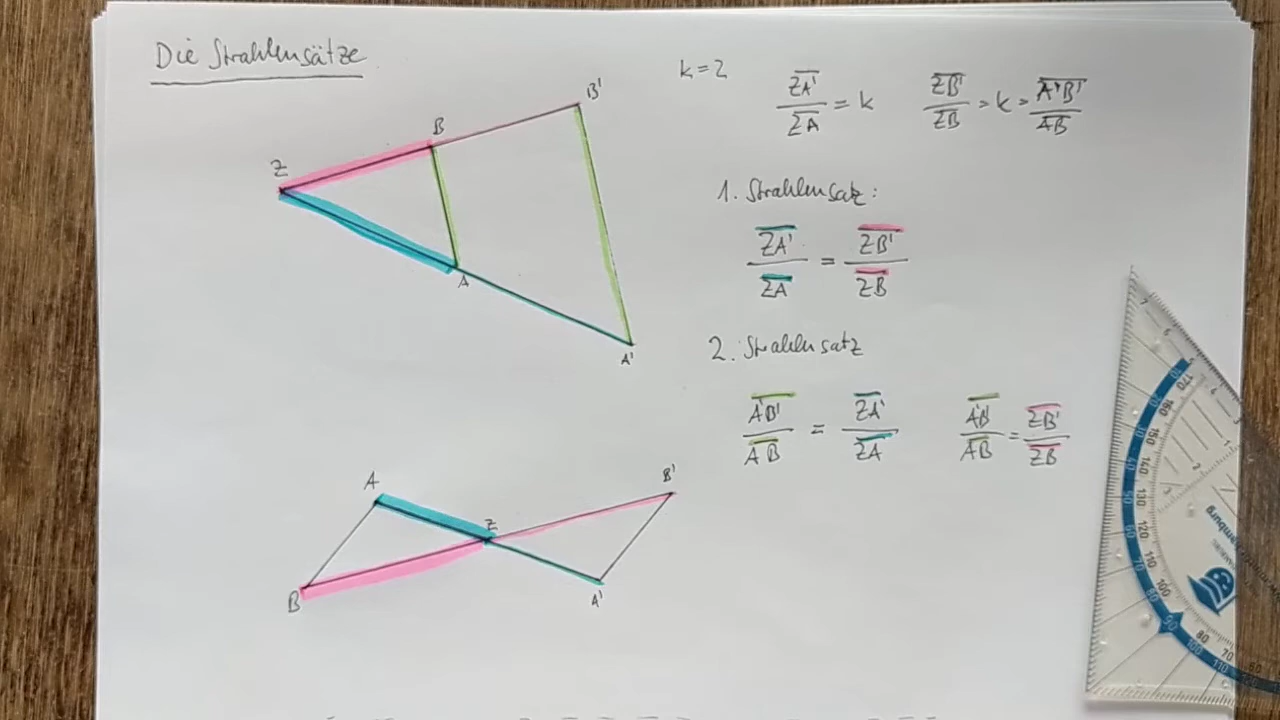 Die Strahlensätze
k=2
ZA'/ZA = k
ZB'/ZB = k = A'B'/AB
B'
B
Z
A
A'
1. Strahlensatz:
ZA'/ZA = ZB'/ZB
2. Strahlensatz
A'B'/AB = ZA'/ZA
A'B'/AB = ZB'/ZB
A
B'
Z
B
A'